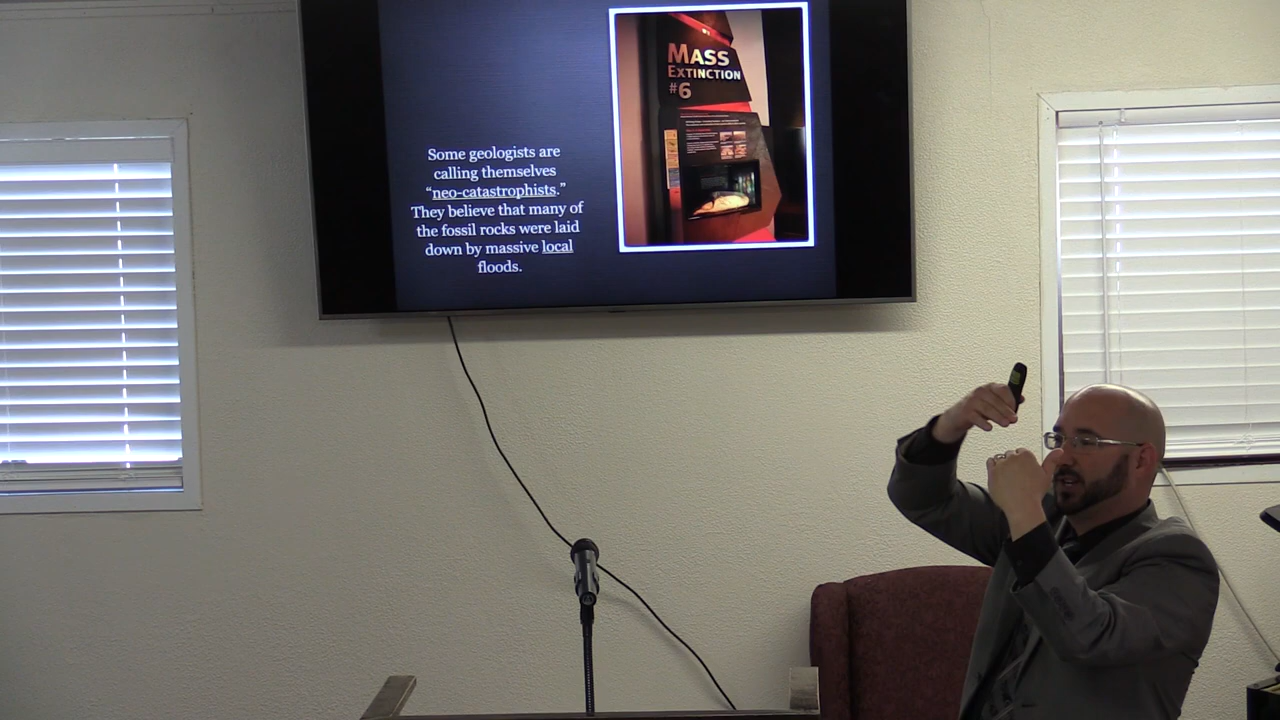 Some geologists are
calling themselves
“neo-catastrophists.”
They believe that many of
the fossil rocks were laid
down by massive local
floods.
MASS
EXTINCTION
#6